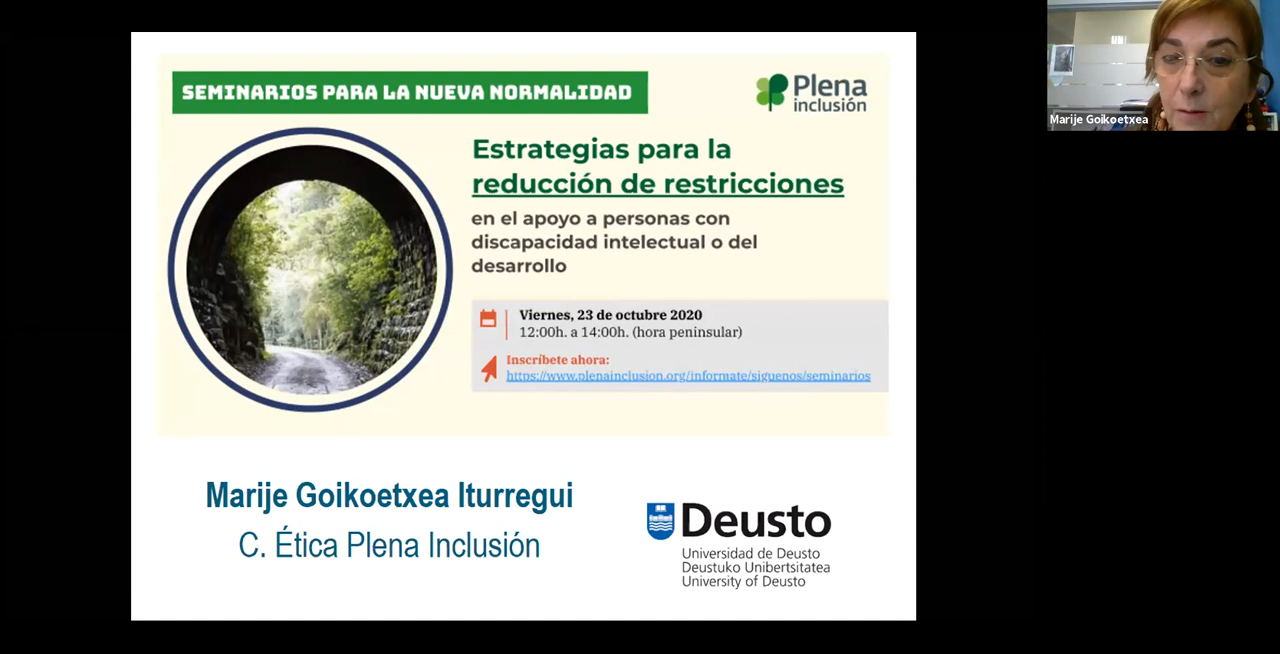 SEMINARIOS PARA LA NUEVA NORMALIDAD
Plena
inclusión
Estrategias para la
reducción de restricciones
en el apoyo a personas con
discapacidad intelectual o del
desarrollo
Viernes, 23 de octubre 2020
12:00h. a 14:00h. (hora peninsular)
Inscríbete ahora:
https://www.plenainclusion.org/informate/siguenos/seminarios
Marije Goikoetxea Iturregui
C. Ética Plena Inclusión
Deusto
Universidad de Deusto
Deustuko Unibertsitatea
University of Deusto
Marije Goikoetxea